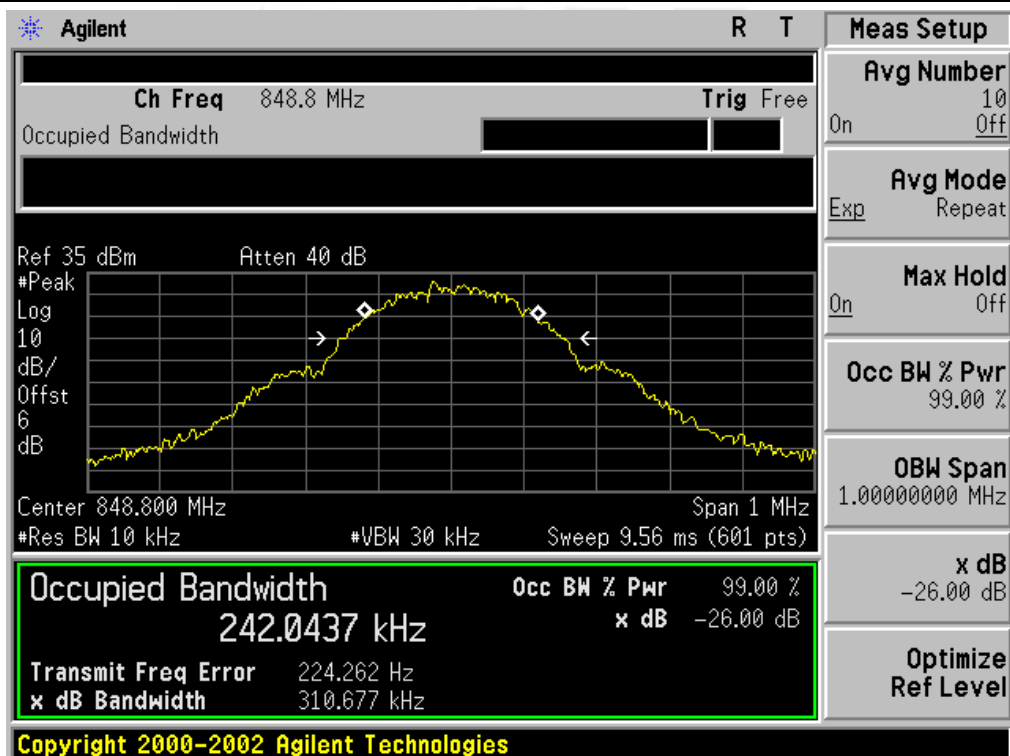 Agilent R T
Meas Setup
Ch Freq 848.8 MHz Trig Free
Occupied Bandwidth
Avg Number
10
On Off
Avg Mode
Exp Repeat
Max Hold
On Off
Occ BW % Pwr
99.00 %
OBW Span
1.00000000 MHz
x dB
-26.00 dB
Optimize
Ref Level
Ref 35 dBm Atten 40 dB
#Peak
Log
10
dB/
Offst
6
dB
Center 848.800 MHz Span 1 MHz
#Res BW 10 kHz #VBW 30 kHz Sweep 9.56 ms (601 pts)
Occupied Bandwidth Occ BW % Pwr 99.00 %
242.0437 kHz x dB -26.00 dB
Transmit Freq Error 224.262 Hz
x dB Bandwidth 310.677 kHz
Copyright 2000-2002 Agilent Technologies